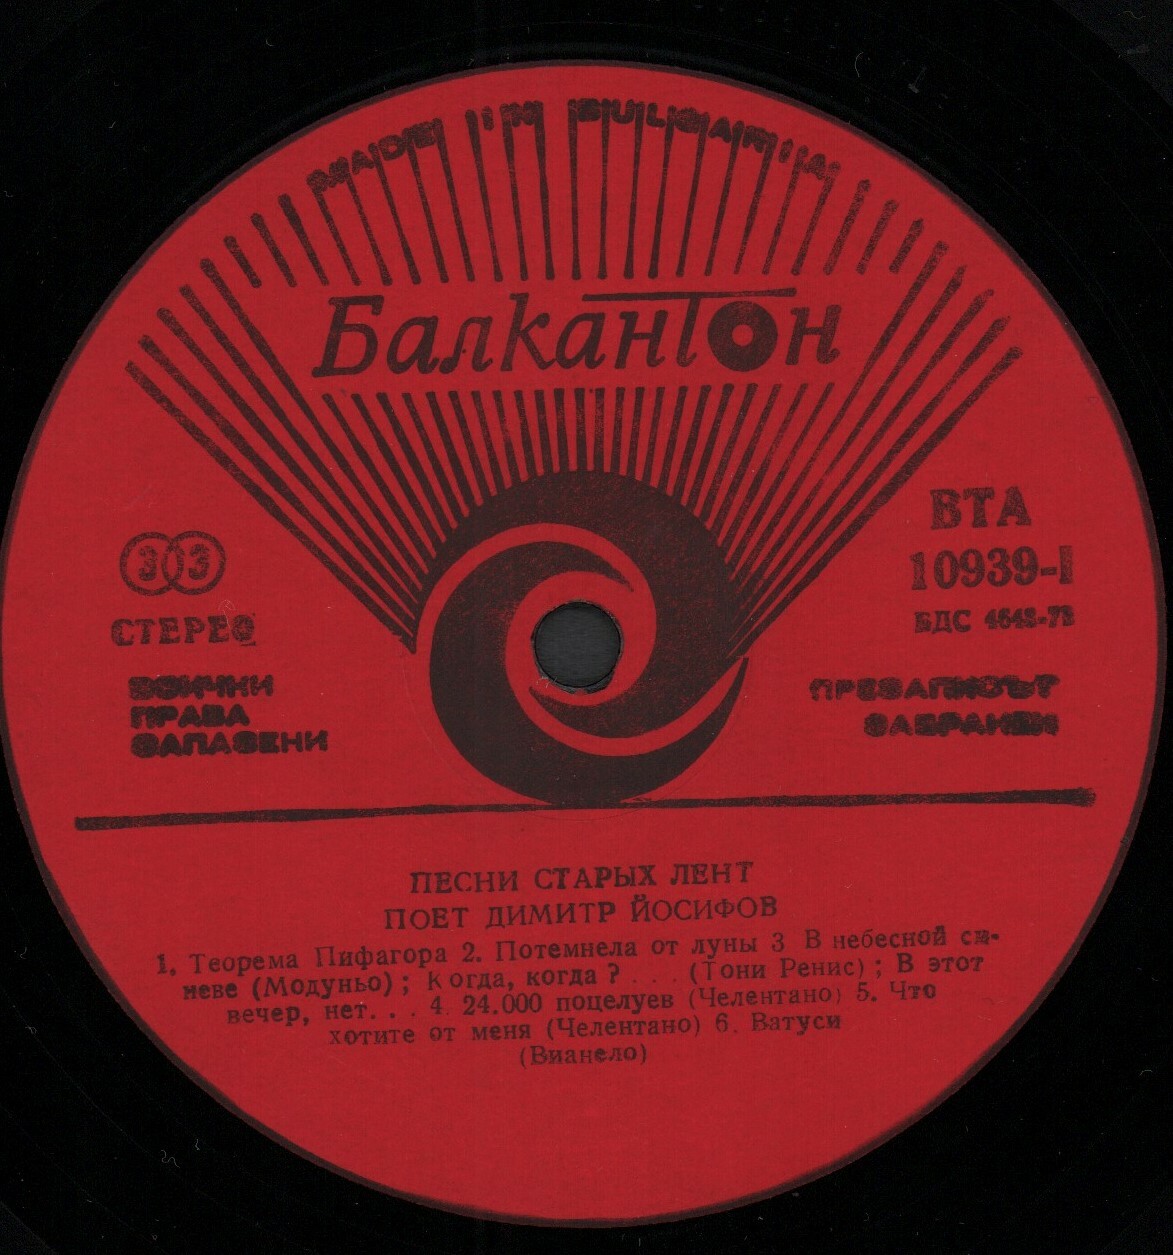 MADE IN BULGARIA
Балкантон
33
СТЕРЕО
ВСИЧКИ
ПРАВА
ЗАПАЗЕНИ
ВТА
10939-I
БДС 4648-73
ПРЕЗАПИСЪТ
ЗАБРАНЕН
ПЕСНИ СТАРЫХ ЛЕНТ
ПОЕТ ДИМИТР ЙОСИФОВ
1. Теорема Пифагора 2. Потемнела от луны 3 В небесной си-
неве (Модуньо) ; Когда, когда ? . . . (Тони Ренис) ; В этот
вечер, нет. . . 4. 24.000 поцелуев (Челентано) 5. Что
хотите от меня (Челентано) 6. Ватуси
(Вианело)